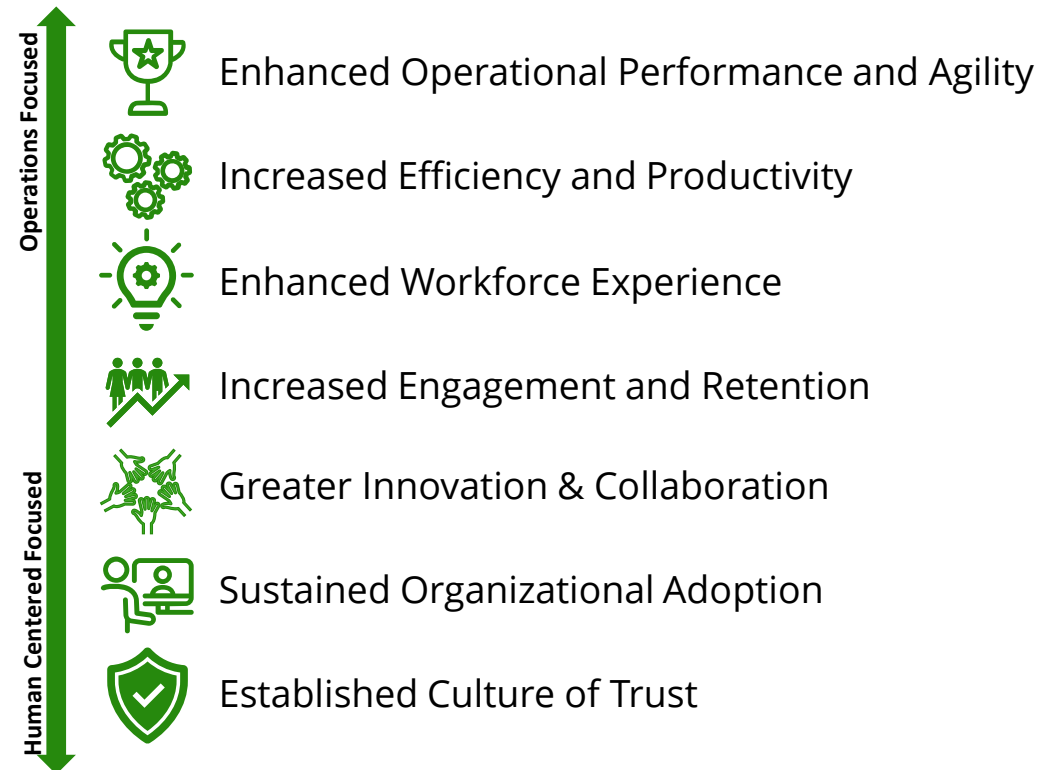 Operations Focused
Enhanced Operational Performance and Agility
Increased Efficiency and Productivity
Enhanced Workforce Experience
Increased Engagement and Retention
Human Centered Focused
Greater Innovation & Collaboration
Sustained Organizational Adoption
Established Culture of Trust